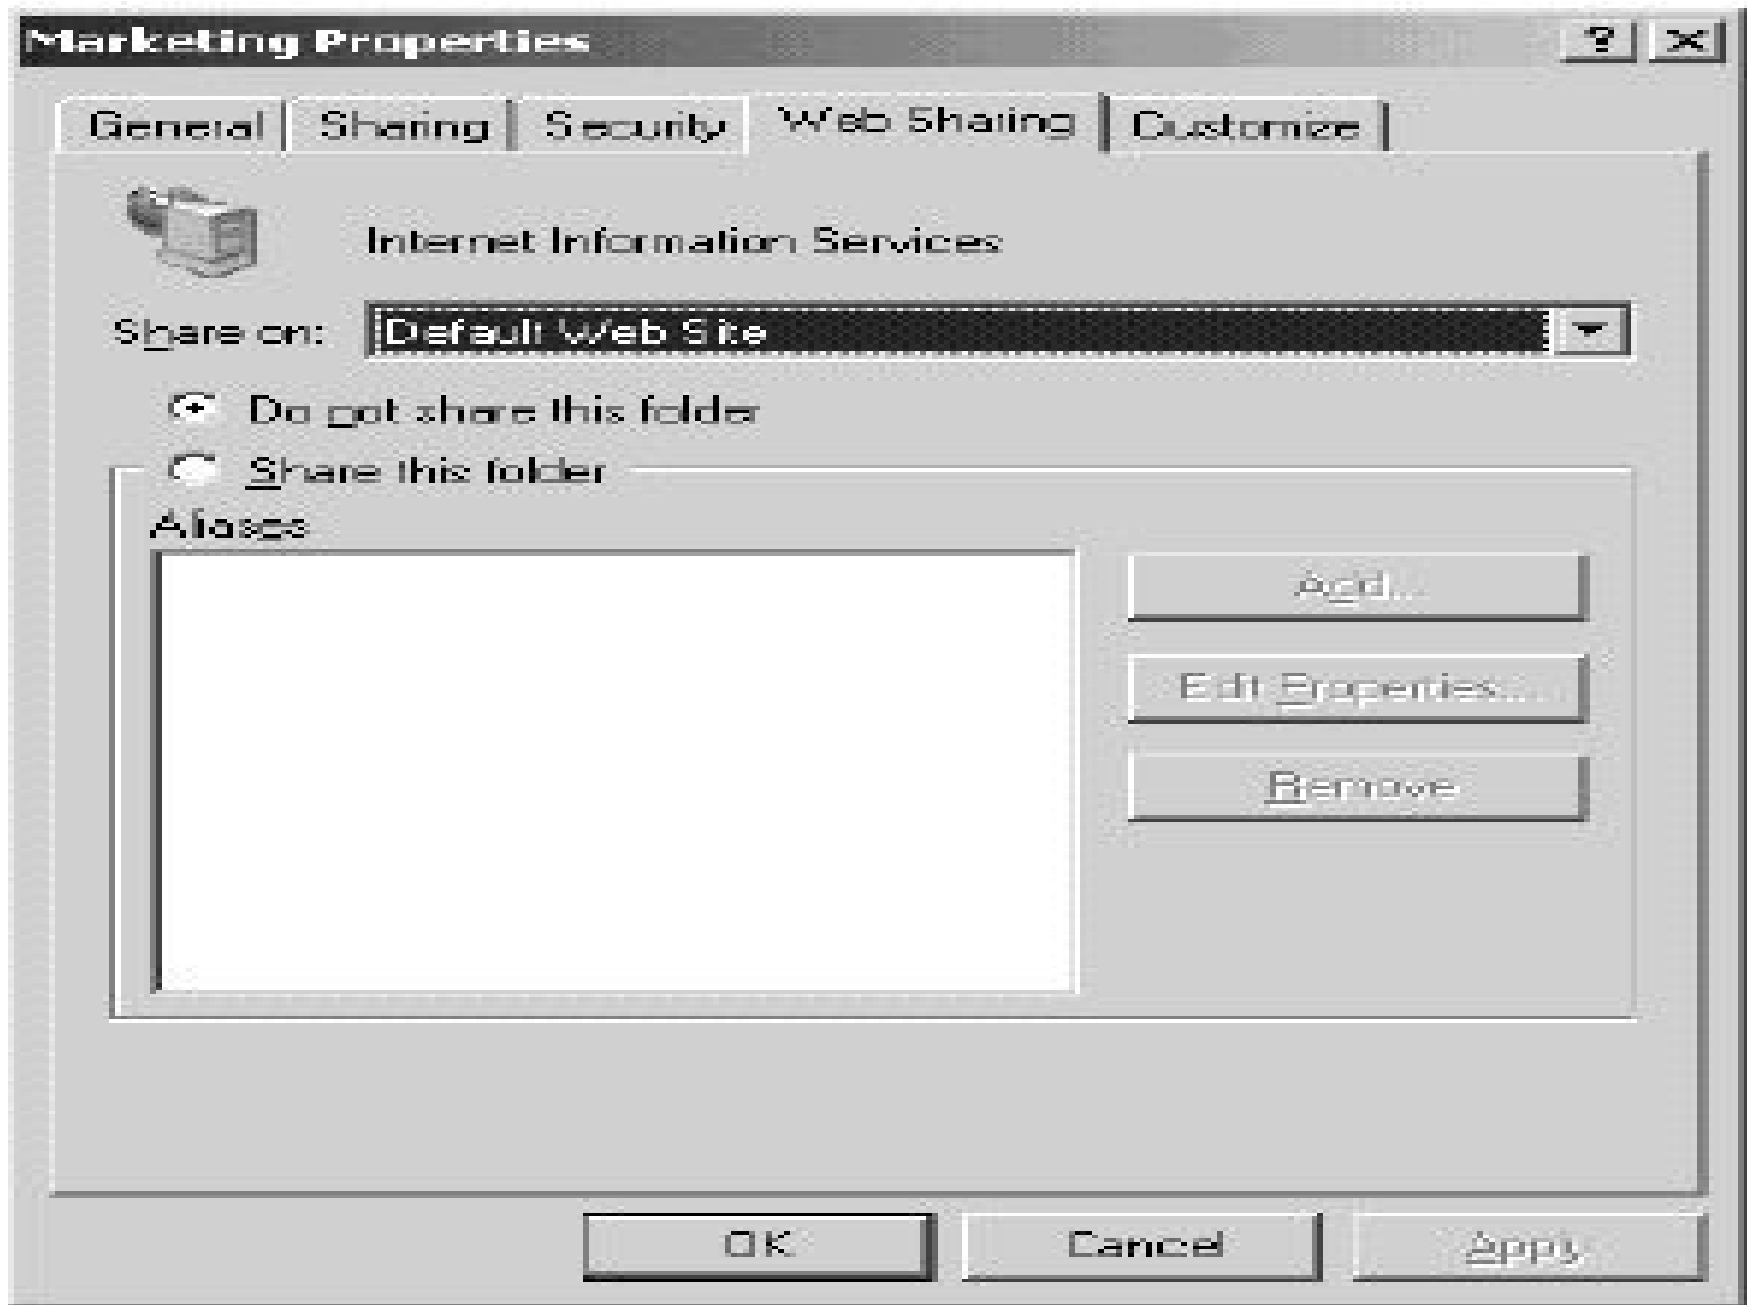 Marketing Properties
General Sharing Security Web Sharing Customize
Internet Information Services
Share on: Default Web Site
Do not share this folder
Share this folder
Aliases
Add...
Edit Properties...
Remove
OK Cancel Apply